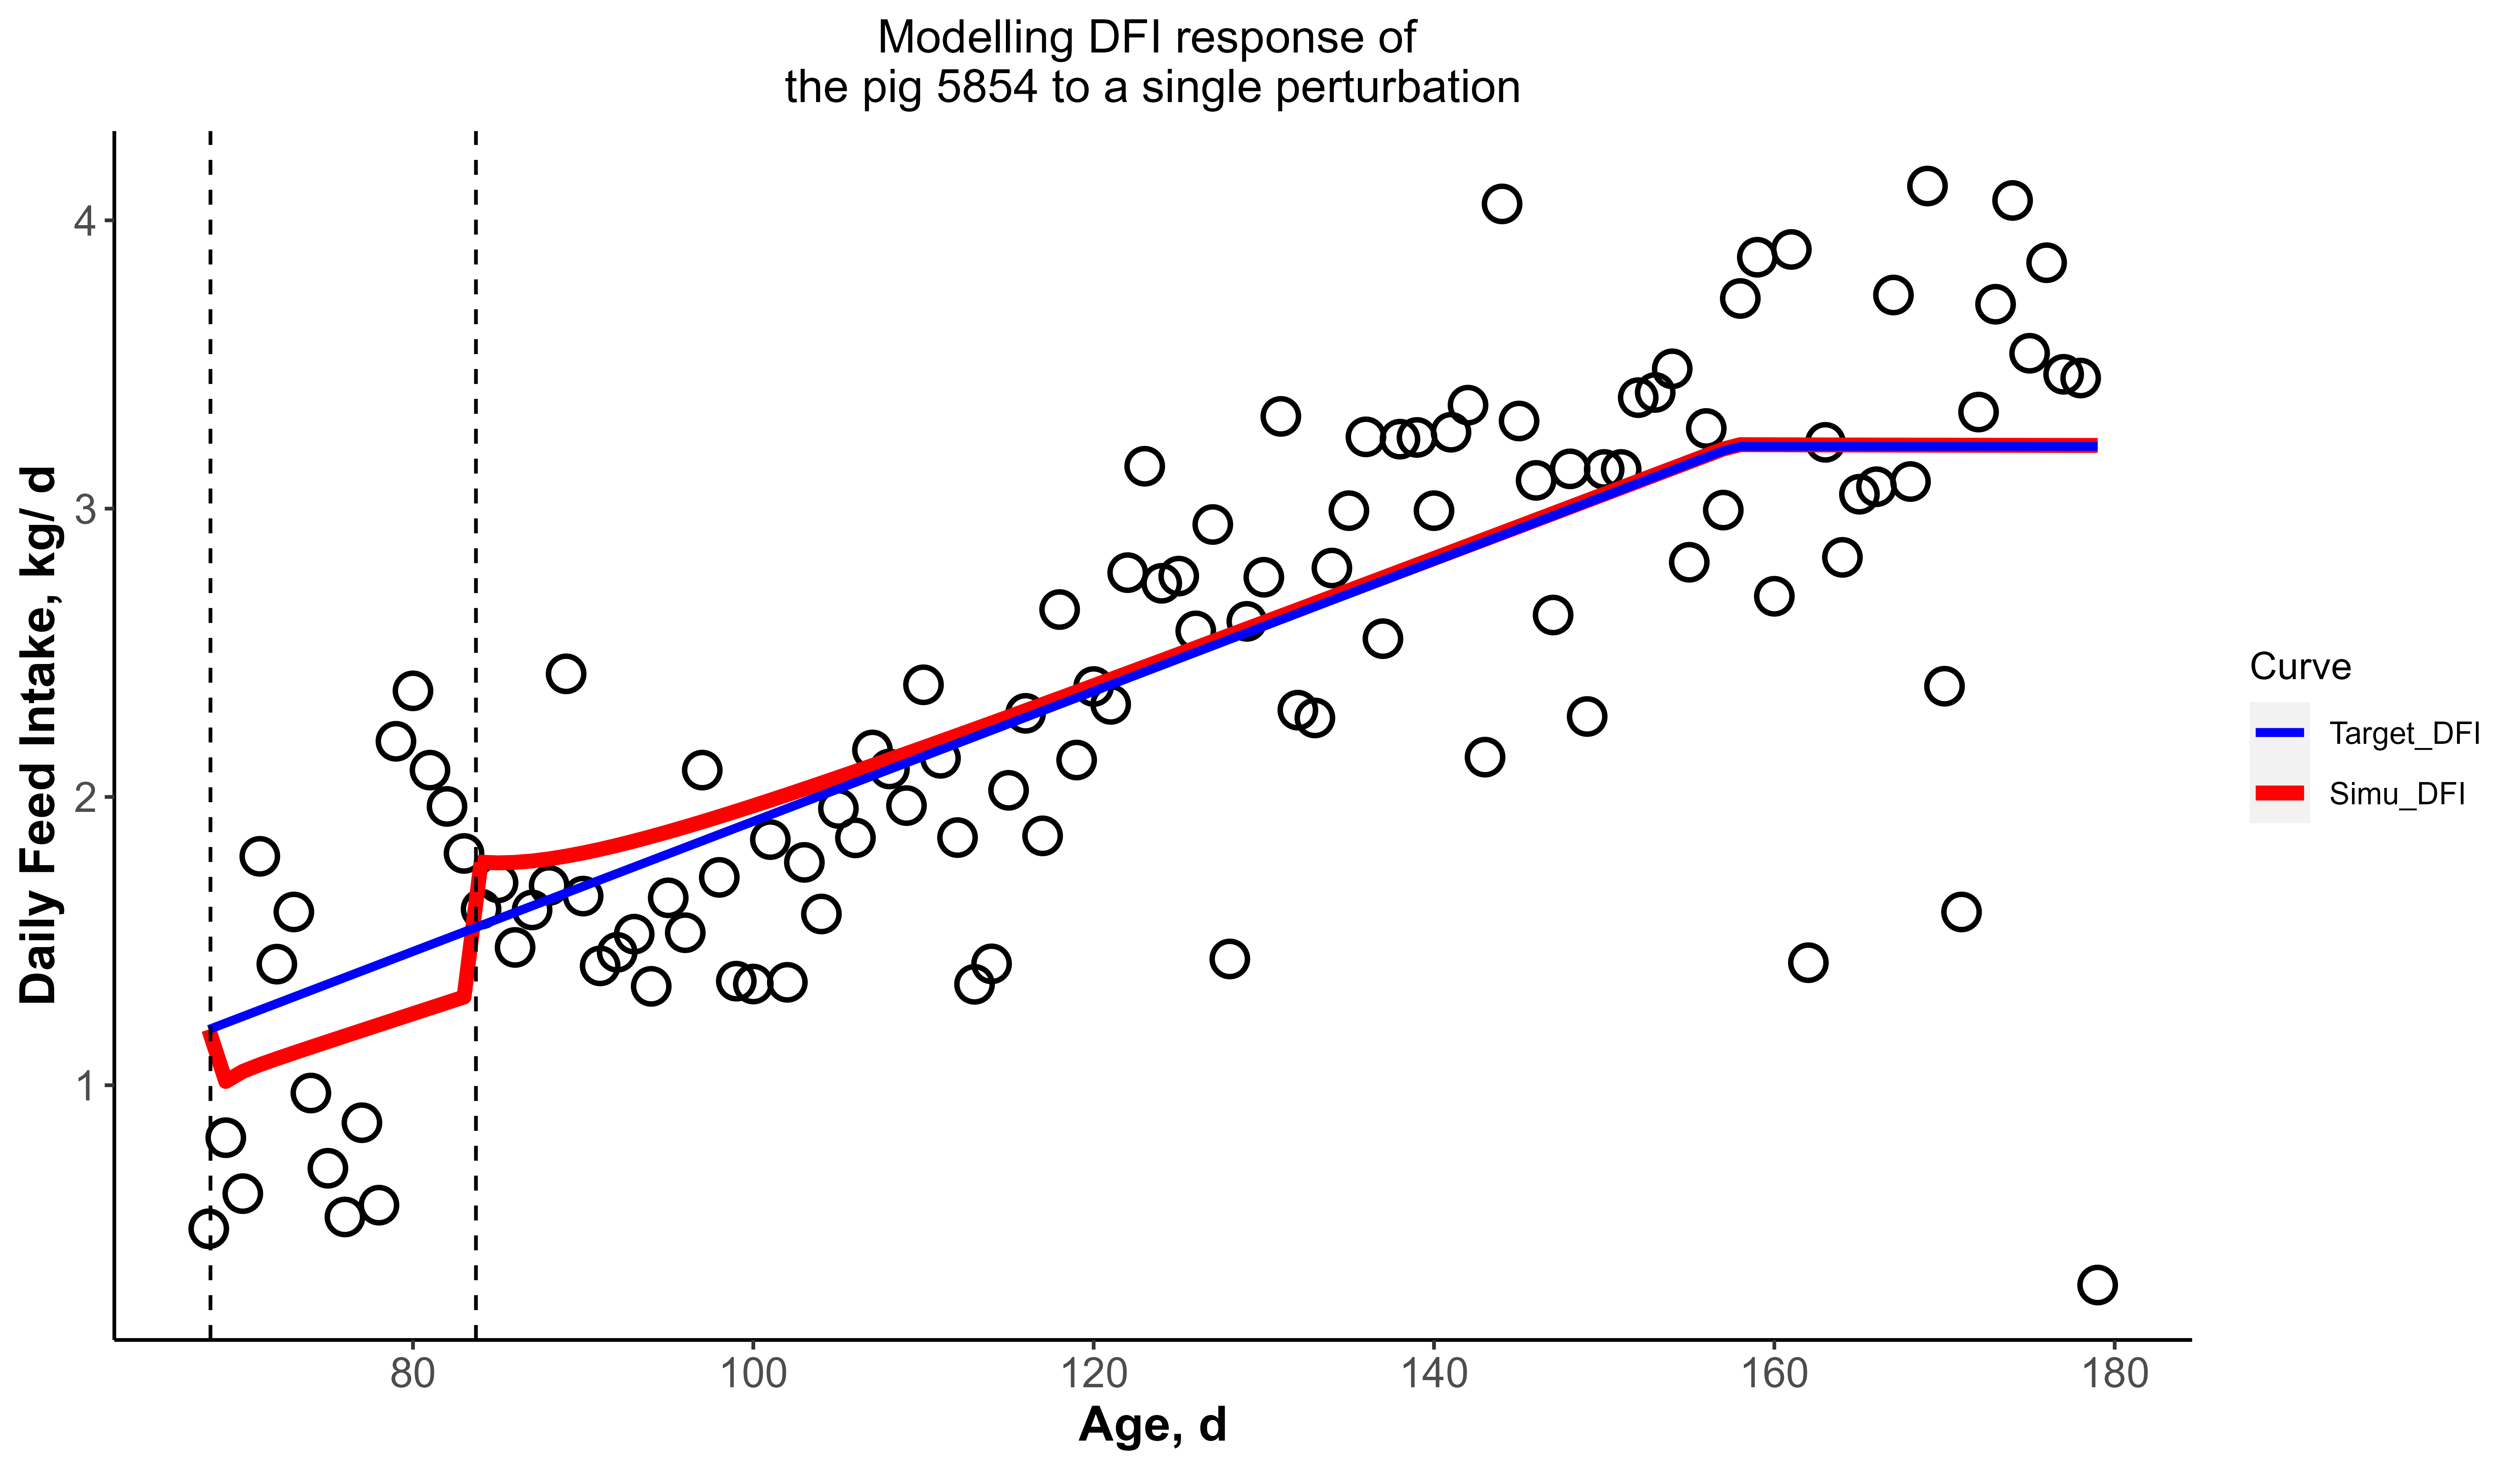 Modelling DFI response of
the pig 5854 to a single perturbation
Daily Feed Intake, kg/ d
4
3
2
1
80 100 120 140 160 180
Age, d
Curve
Target_DFI
Simu_DFI